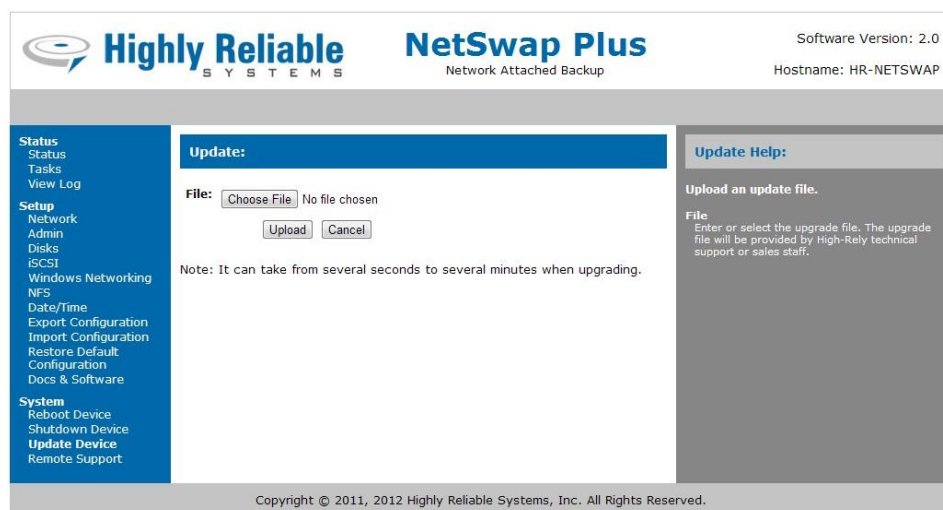 Highly Reliable
SYSTEMS
NetSwap Plus
Network Attached Backup
Software Version: 2.0
Hostname: HR-NETSWAP
Status
Status
Tasks
View Log
Setup
Network
Admin
Disks
iSCSI
Windows Networking
NFS
Date/Time
Export Configuration
Import Configuration
Restore Default
Configuration
Docs & Software
System
Reboot Device
Shutdown Device
Update Device
Remote Support
Update:
File: Choose File No file chosen
Upload Cancel
Note: It can take from several seconds to several minutes when upgrading.
Update Help:
Upload an update file.
File
Enter or select the upgrade file. The upgrade
file will be provided by High-Rely technical
support or sales staff.
Copyright © 2011, 2012 Highly Reliable Systems, Inc. All Rights Reserved.